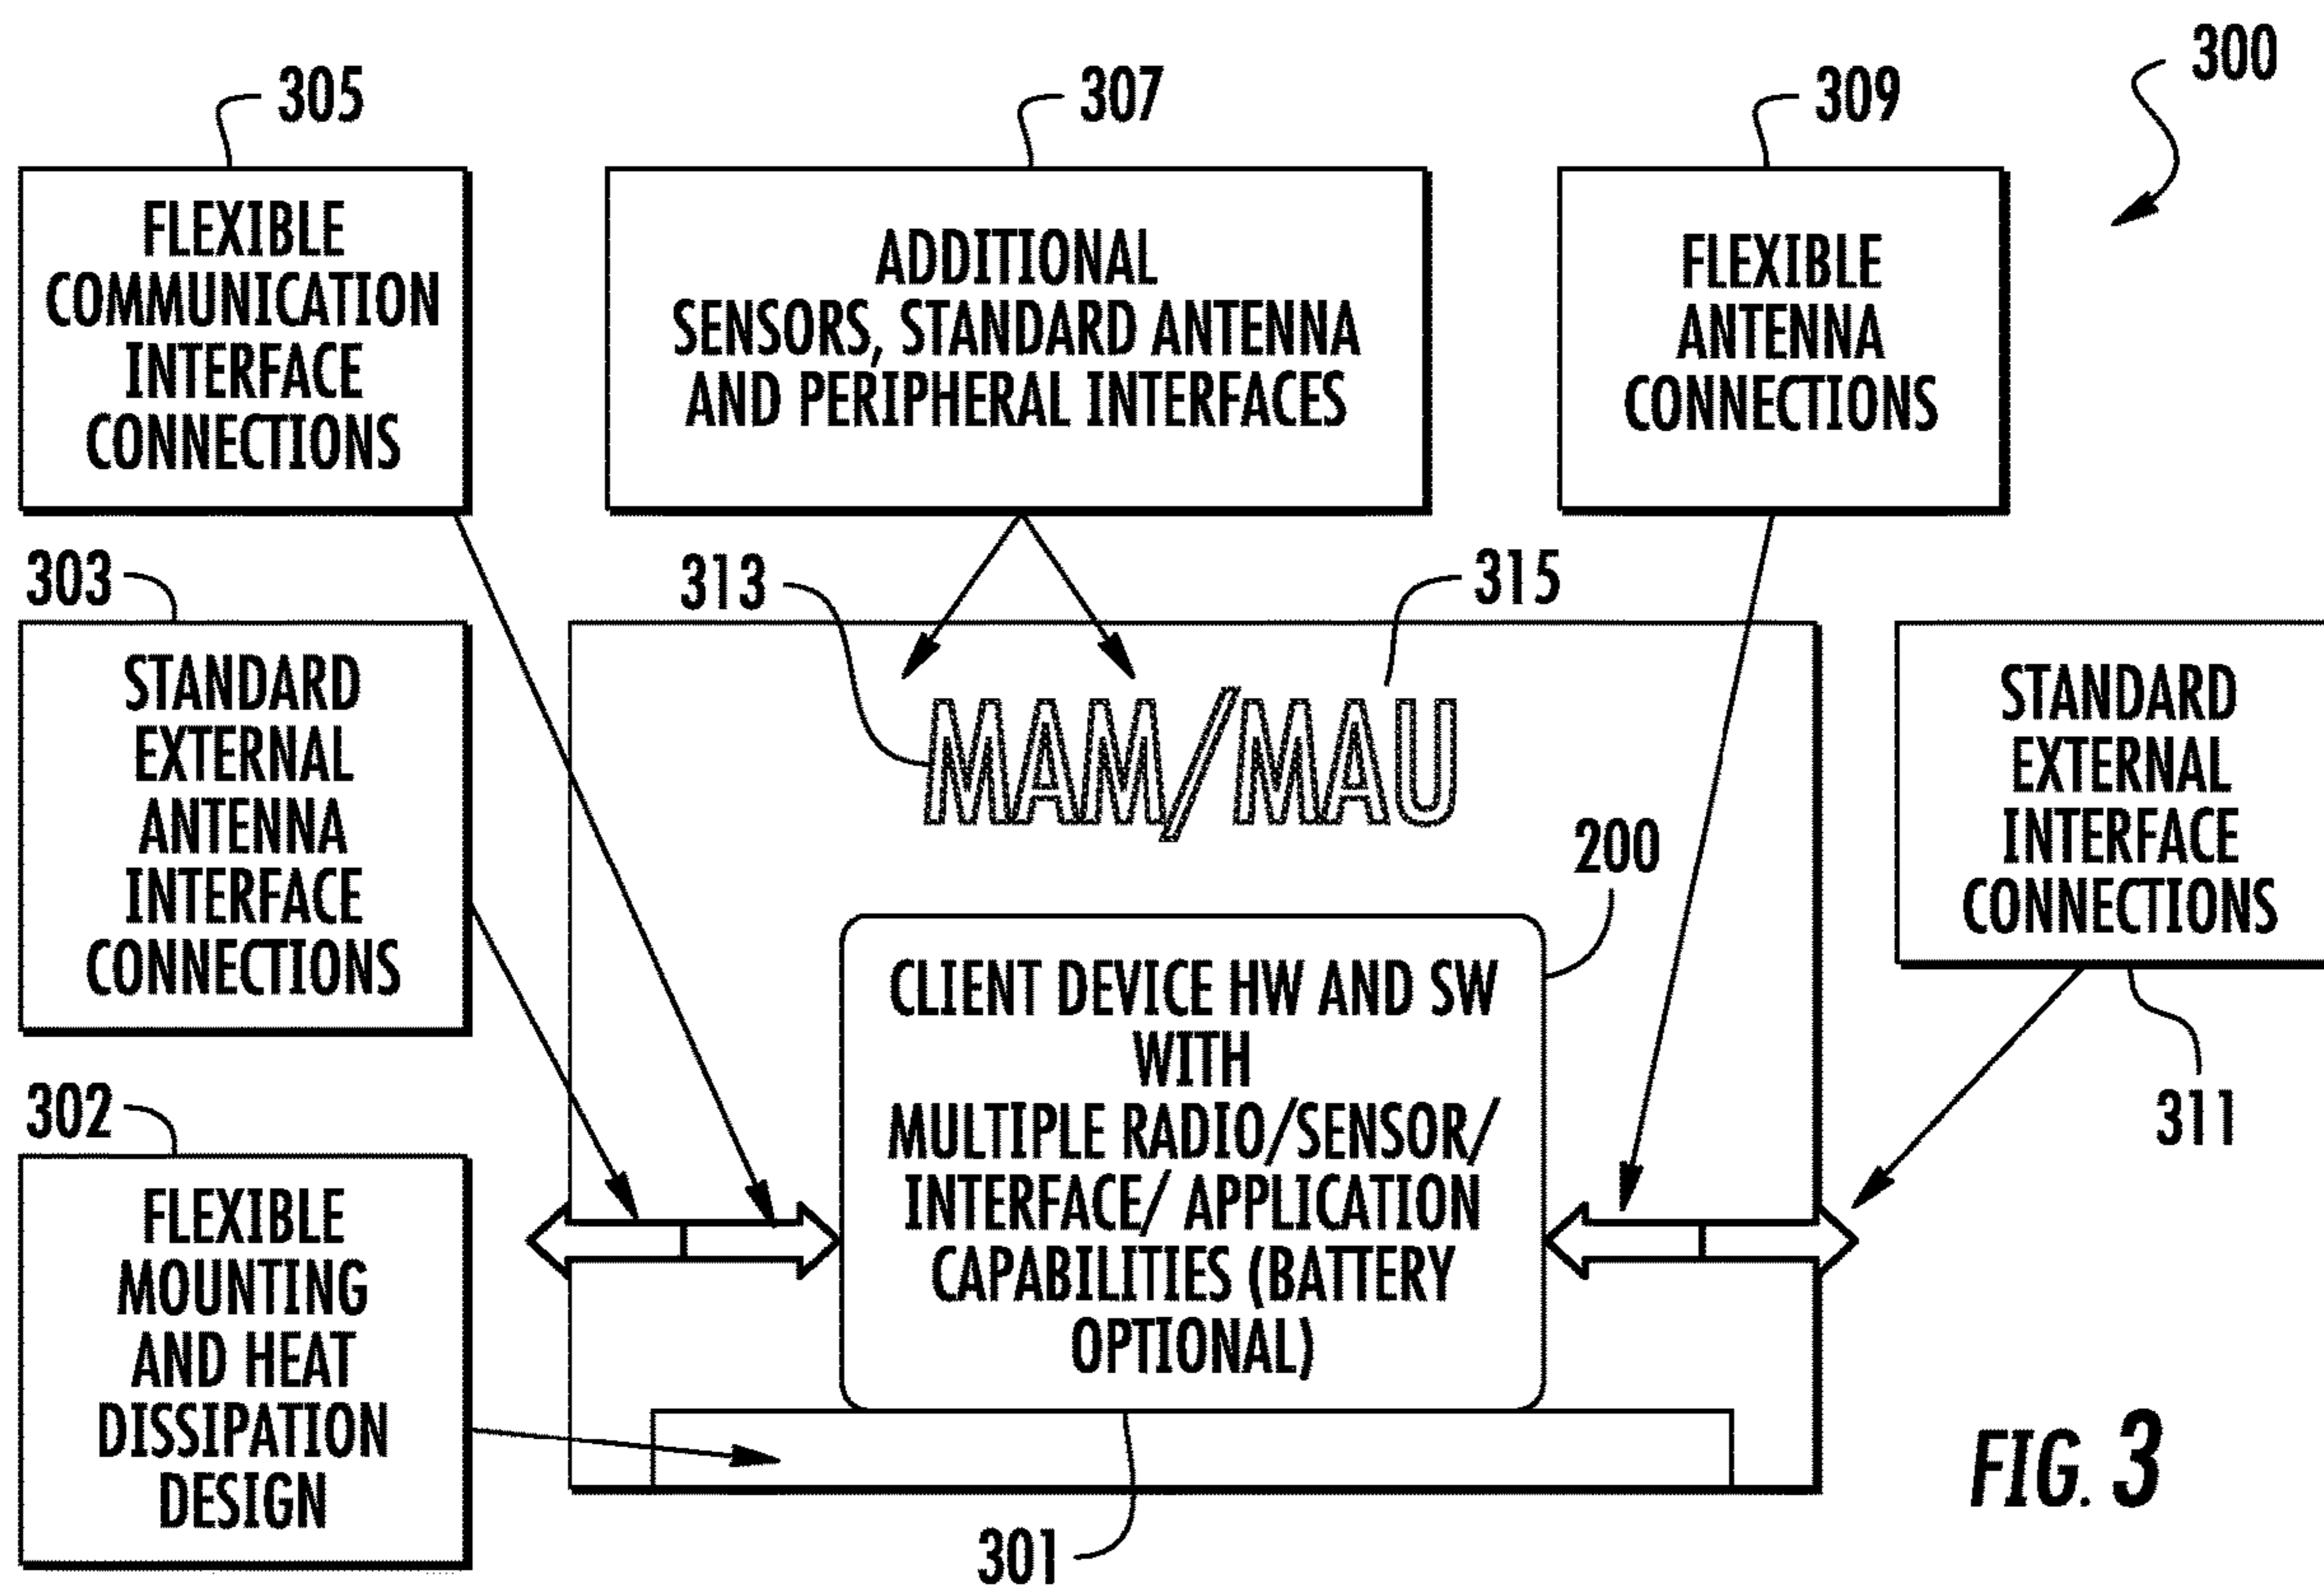 300
305
FLEXIBLE
COMMUNICATION
INTERFACE
CONNECTIONS
307
ADDITIONAL
SENSORS, STANDARD ANTENNA
AND PERIPHERAL INTERFACES
309
FLEXIBLE
ANTENNA
CONNECTIONS
303
STANDARD
EXTERNAL
ANTENNA
INTERFACE
CONNECTIONS
313
315
MAM/MAU
200
CLIENT DEVICE HW AND SW
WITH
MULTIPLE RADIO/SENSOR/
INTERFACE/ APPLICATION
CAPABILITIES (BATTERY
OPTIONAL)
STANDARD
EXTERNAL
INTERFACE
CONNECTIONS
311
302
FLEXIBLE
MOUNTING
AND HEAT
DISSIPATION
DESIGN
301
FIG. 3